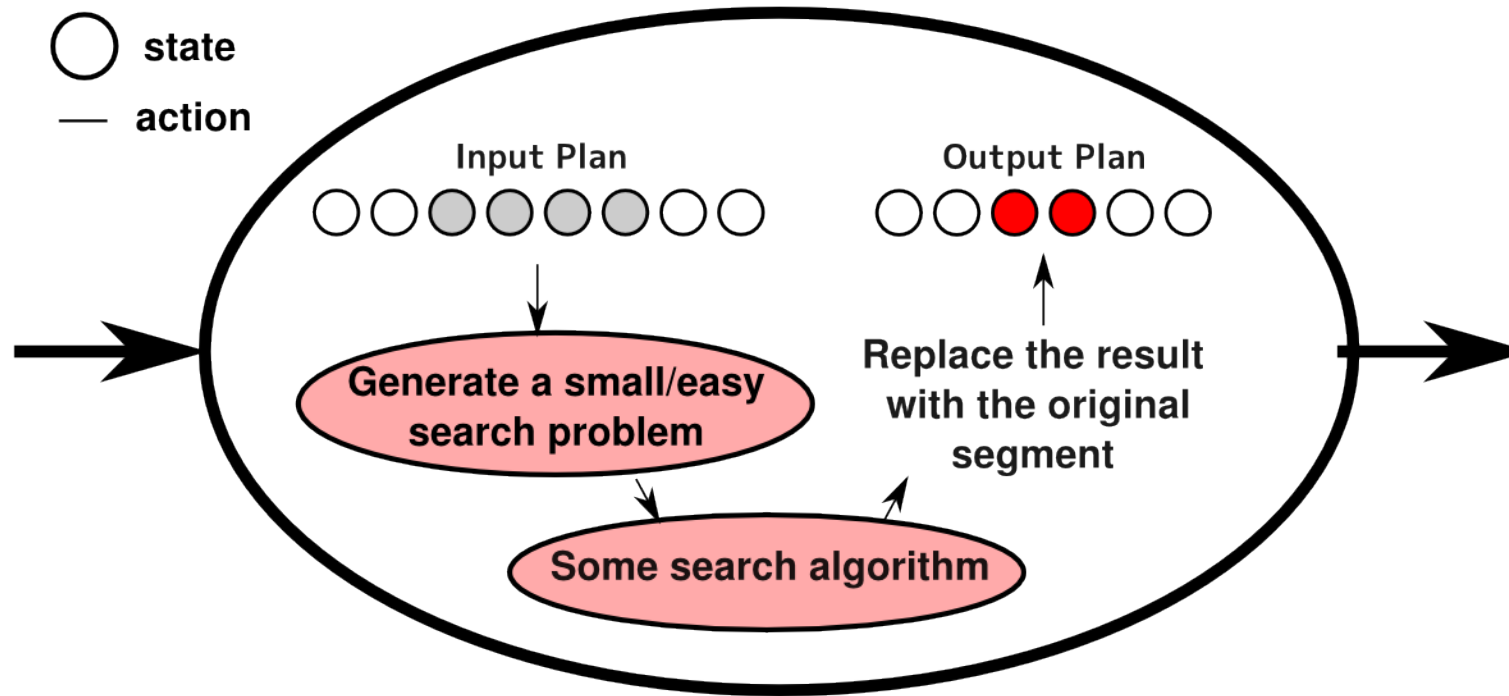 state
action
Input Plan
Output Plan
Generate a small/easy
search problem
Replace the result
with the original
segment
Some search algorithm